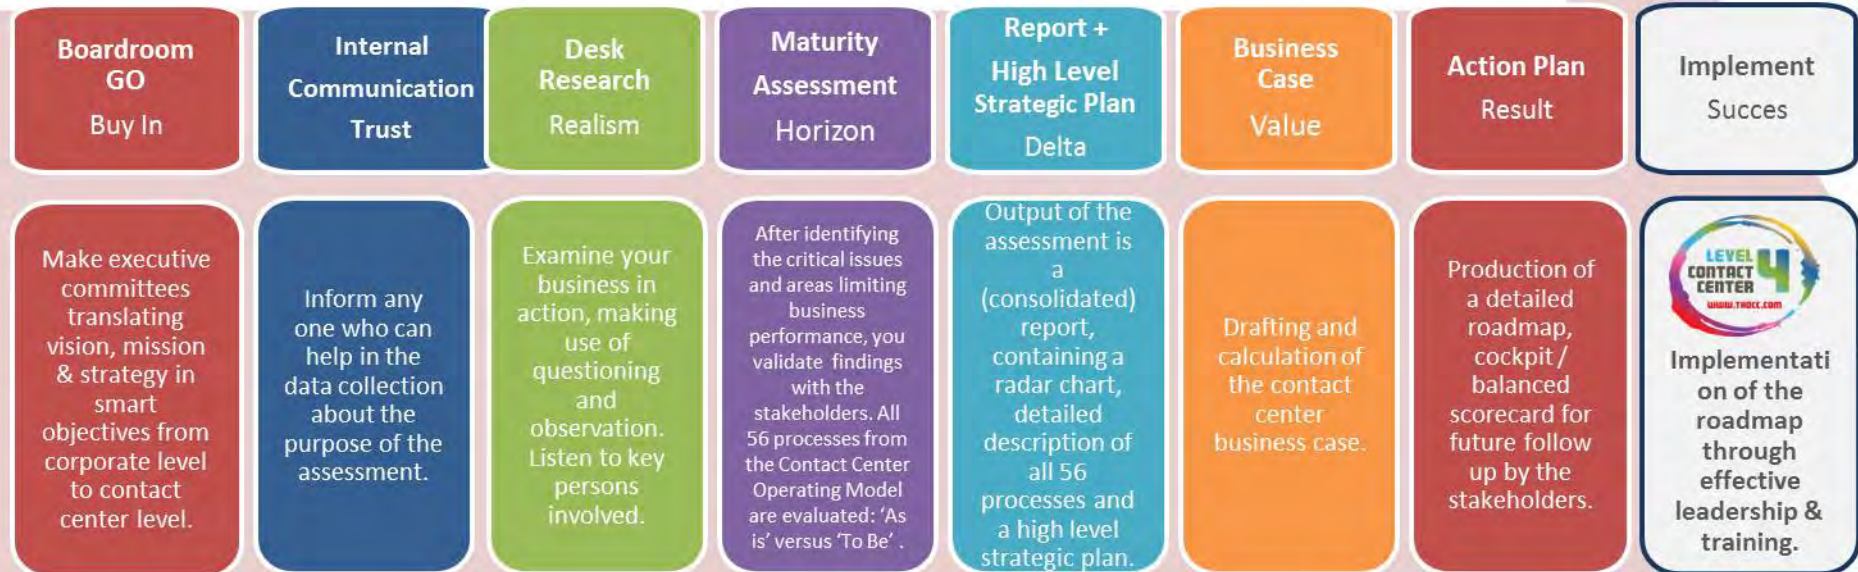 Boardroom
GO
Buy In
Internal
Communication
Trust
Desk
Research
Realism
Maturity
Assessment
Horizon
Report +
High Level
Strategic Plan
Delta
Business
Case
Value
Action Plan
Result
Implement
Succes
Make executive
committees
translating
vision, mission
& strategy in
smart
objectives from
corporate level
to contact
center level.
Inform any
one who can
help in the
data collection
about the
purpose of the
assessment.
Examine your
business in
action, making
use of
questioning
and
observation.
Listen to key
persons
involved.
After identifying
the critical issues
and areas limiting
business
performance, you
validate findings
with the
stakeholders. All
56 processes from
the Contact Center
Operating Model
are evaluated: ‘As
is’ versus ‘To Be’ .
Output of the
assessment is
a
(consolidated)
report,
containing a
radar chart,
detailed
description of
all 56
processes and
a high level
strategic plan.
Drafting and
calculation of
the contact
center
business case.
Production of
a detailed
roadmap,
cockpit /
balanced
scorecard for
future follow
up by the
stakeholders.
LEVEL 4
CONTACT
CENTER
www.thocc.com
Implementati
on of the
roadmap
through
effective
leadership &
training.